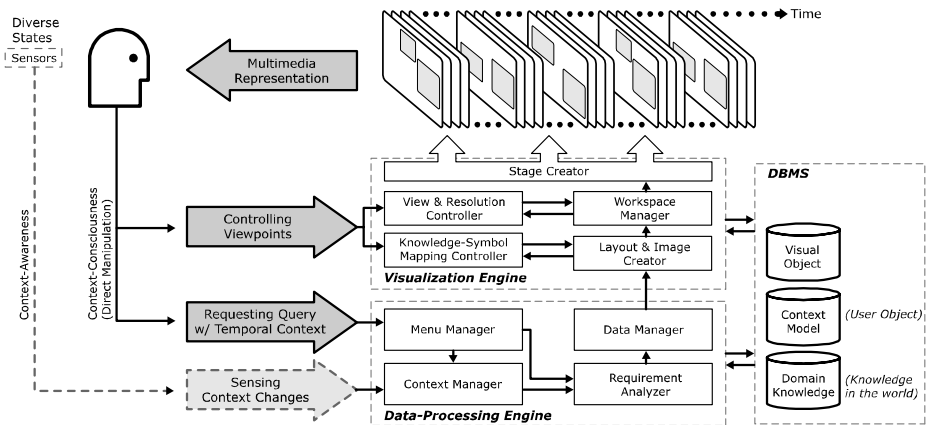 Diverse
States
Sensors
Multimedia
Representation
Time
Stage Creator
View & Resolution
Controller
Workspace
Manager
Knowledge-Symbol
Mapping Controller
Layout & Image
Creator
Visualization Engine
Controlling
Viewpoints
Context-Awareness
Context-Consciousness
(Direct Manipulation)
Requesting Query
w/ Temporal Context
Menu Manager
Data Manager
Sensing
Context Changes
Context Manager
Requirement
Analyzer
Data-Processing Engine
DBMS
Visual
Object
Context
Model
(User Object)
Domain
Knowledge
(Knowledge
in the world)